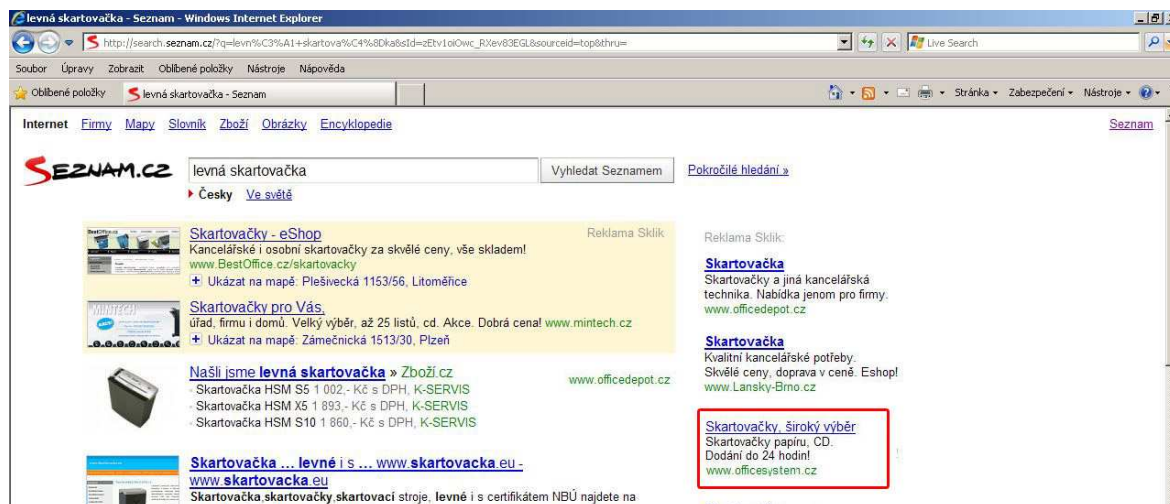 levná skartovačka - Seznam - Windows Internet Explorer
http://search.seznam.cz/?q=levn%C3%A1+skartova%C4%8Dka&sId=zEtv1oiOwc_RXev83EGL&sourceid=top&thru=
Live Search
Soubor Úpravy Zobrazit Oblíbené položky Nástroje Nápověda
Oblíbené položky levná skartovačka - Seznam Stránka Zabezpečení Nástroje
Internet Firmy Mapy Slovník Zboží Obrázky Encyklopedie Seznam
SEZNAM.CZ levná skartovačka Vyhledat Seznamem Pokročilé hledání »
Česky Ve světě
Skartovačky - eShop Reklama Sklik
Kancelářské i osobní skartovačky za skvělé ceny, vše skladem!
www.BestOffice.cz/skartovacky
Ukázat na mapě: Plešivecká 1153/56, Litoměřice
Skartovačky pro Vás,
úřad, firmu i domů. Velký výběr, až 25 listů, cd. Akce. Dobrá cena! www.mintech.cz
Ukázat na mapě: Zámečnická 1513/30, Plzeň
Našli jsme levná skartovačka » Zboží.cz
www.officedepot.cz
- Skartovačka HSM S5 1 002,- Kč s DPH, K-SERVIS
- Skartovačka HSM X5 1 893,- Kč s DPH, K-SERVIS
- Skartovačka HSM S10 1 860,- Kč s DPH, K-SERVIS
Skartovačka ... levné i s ... www.skartovacka.eu -
www.skartovacka.eu
Skartovačka,skartovačky,skartovací stroje, levné i s certifikátem NBÚ najdete na
Reklama Sklik:
Skartovačka
Skartovačky a jiná kancelářská
technika. Nabídka jenom pro firmy.
www.officedepot.cz
Skartovačka
Kvalitní kancelářské potřeby.
Skvělé ceny, doprava v ceně. Eshop!
www.Lansky-Brno.cz
Skartovačky, široký výběr
Skartovačky papíru, CD.
Dodání do 24 hodin!
www.officesystem.cz